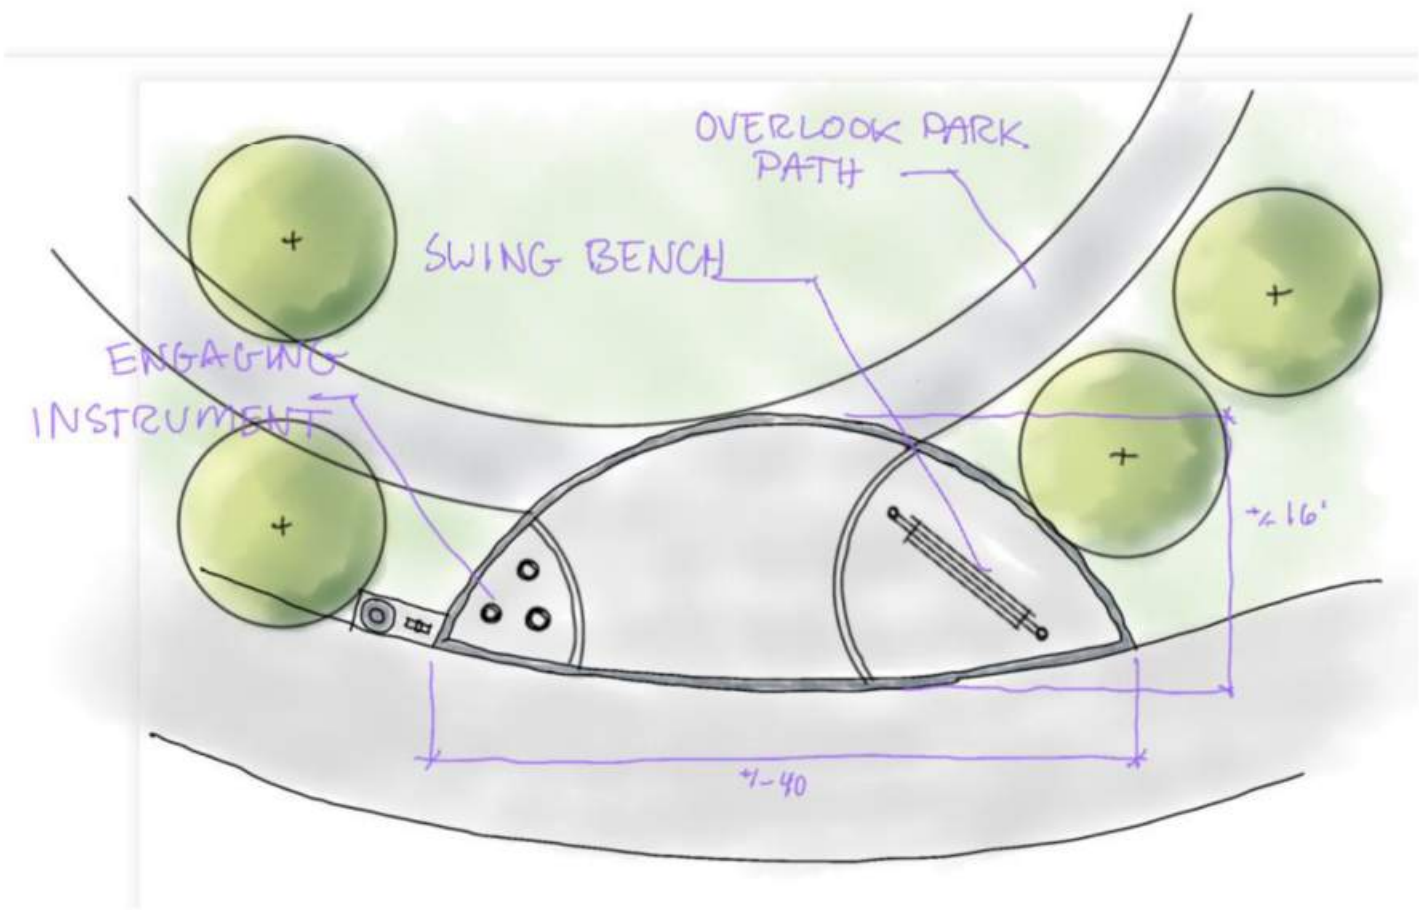 OVERLOOK PARK
PATH
SWING BENCH
ENGAGING
INSTRUMENT
+/- 16'
+/- 40